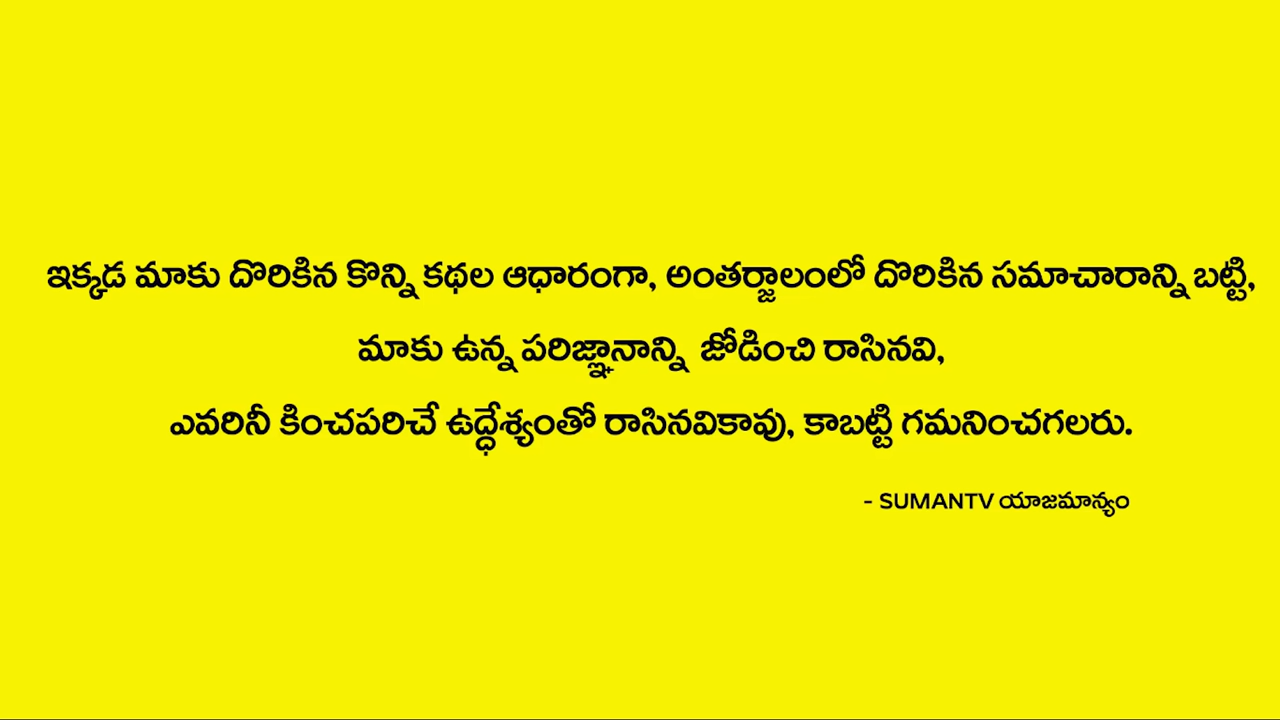 ఇక్కడ మాకు దొరికిన కొన్ని కథల ఆధారంగా, అంతర్జాలంలో దొరికిన సమాచారాన్ని బట్టి,
మాకు ఉన్న పరిజ్ఞానాన్ని జోడించి రాసినవి,
ఎవరినీ కించపరిచే ఉద్ధేశ్యంతో రాసినవికావు, కాబట్టి గమనించగలరు.
- SUMANTV యాజమాన్యం